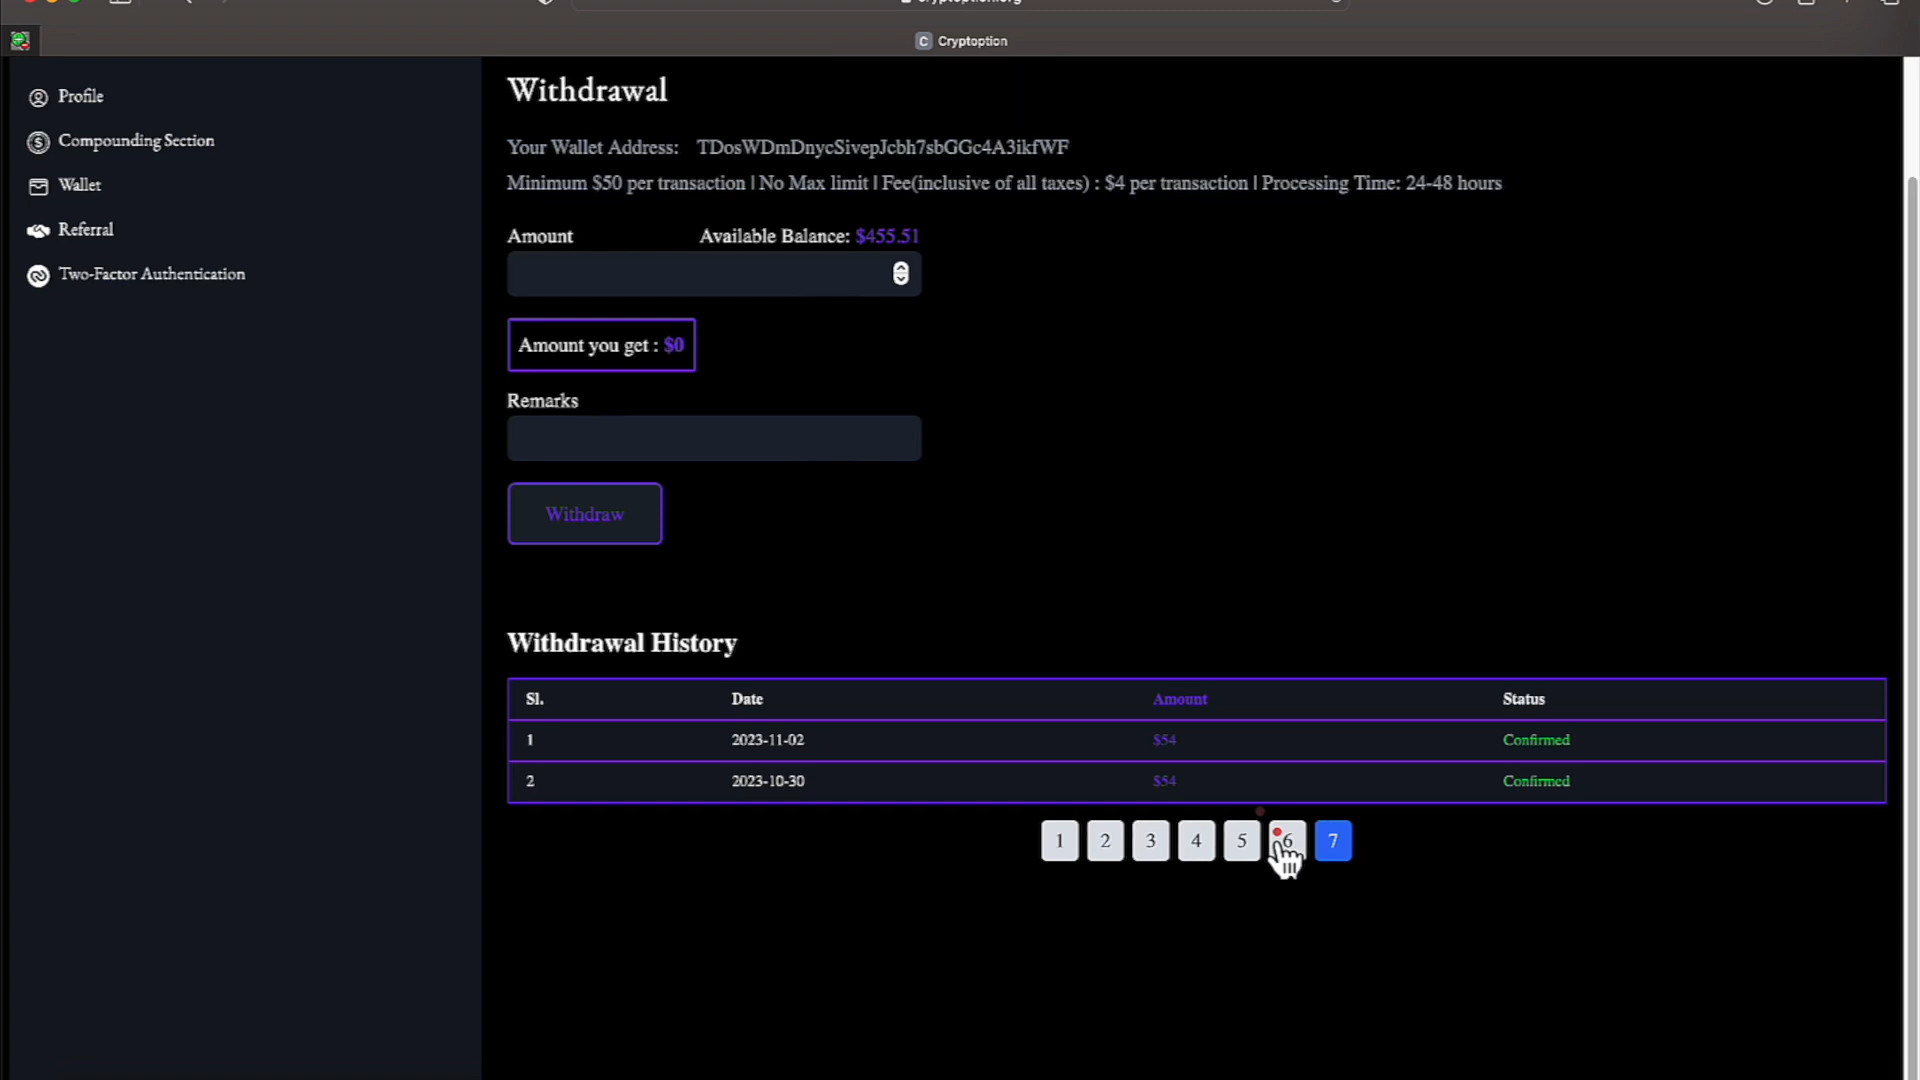 C Cryptoption
Profile
Compounding Section
Wallet
Referral
Two-Factor Authentication
Withdrawal
Your Wallet Address: TDosWDmDnycSivepJcbh7sbGGc4A3ikfWF
Minimum $50 per transaction | No Max limit | Fee(inclusive of all taxes) : $4 per transaction | Processing Time: 24-48 hours
Amount Available Balance: $455.51
Amount you get : $0
Remarks
Withdraw
Withdrawal History
Sl. Date Amount Status
1 2023-11-02 $54 Confirmed
2 2023-10-30 $54 Confirmed
1 2 3 4 5 6 7